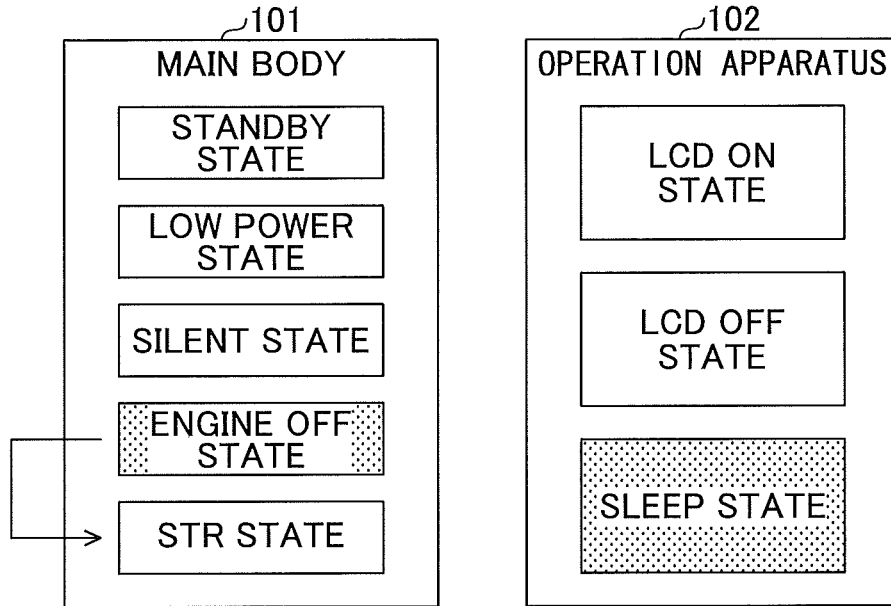 101
MAIN BODY
STANDBY
STATE
LOW POWER
STATE
SILENT STATE
ENGINE OFF
STATE
STR STATE
102
OPERATION APPARATUS
LCD ON
STATE
LCD OFF
STATE
SLEEP STATE